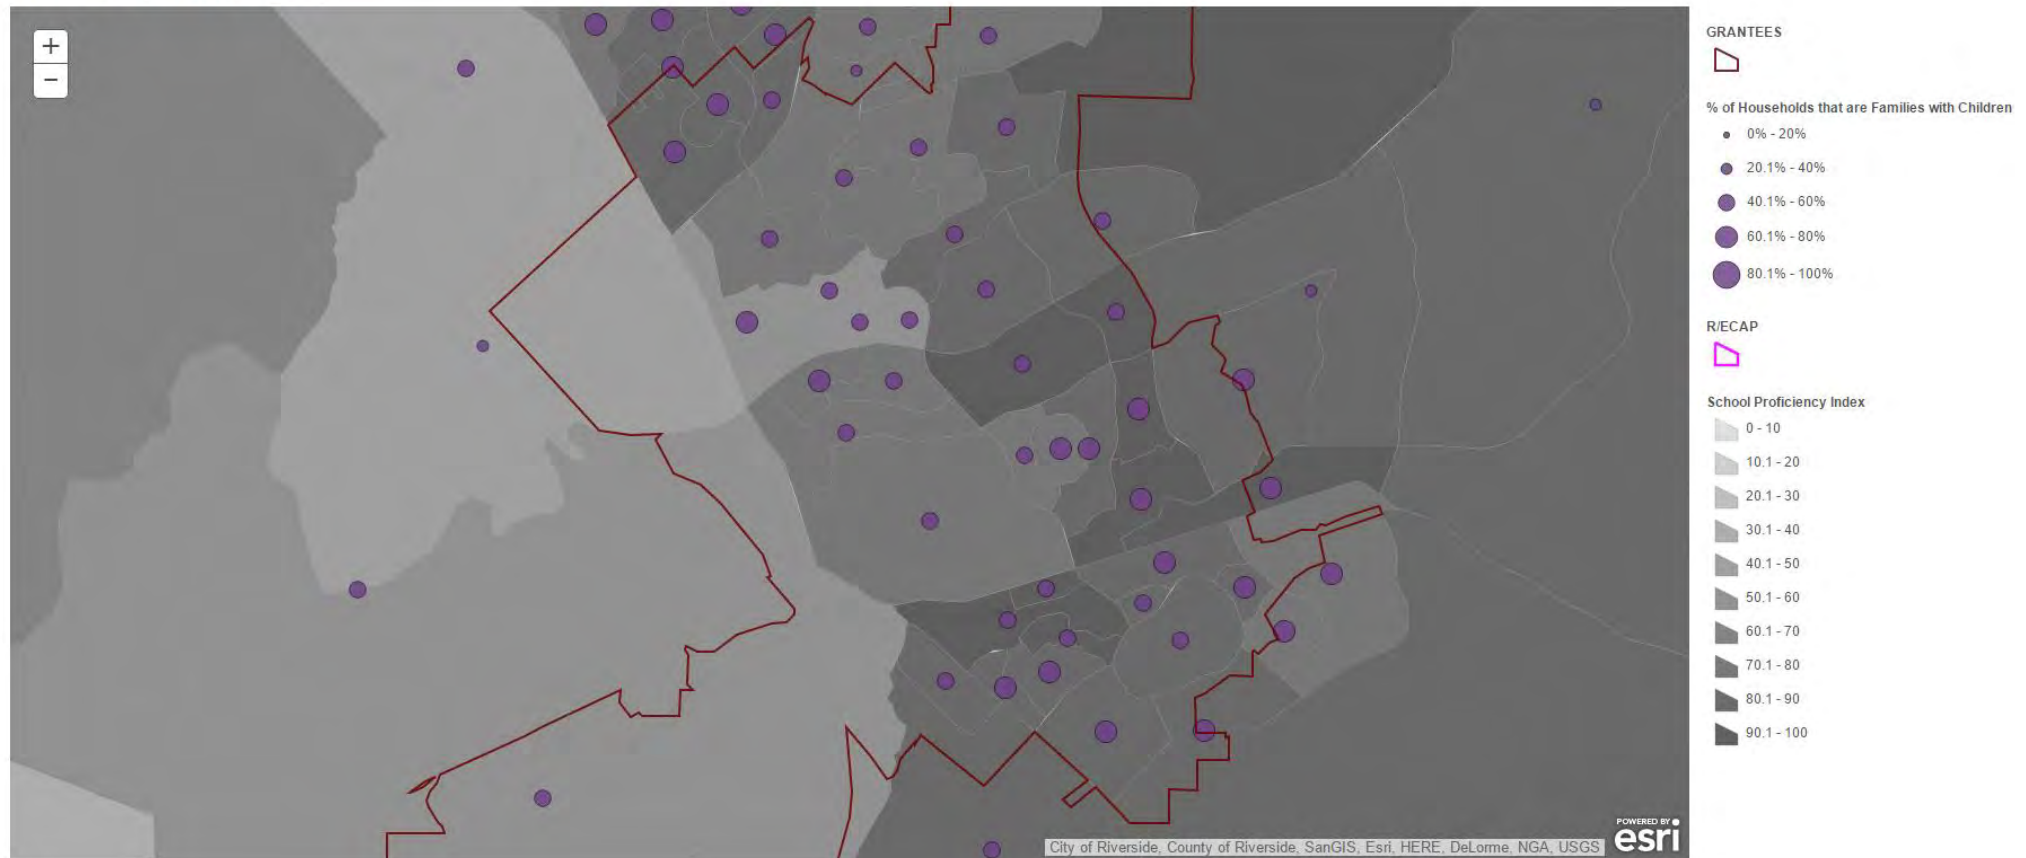 +
−
GRANTEES
% of Households that are Families with Children
0% - 20%
20.1% - 40%
40.1% - 60%
60.1% - 80%
80.1% - 100%
R/ECAP
School Proficiency Index
0 - 10
10.1 - 20
20.1 - 30
30.1 - 40
40.1 - 50
50.1 - 60
60.1 - 70
70.1 - 80
80.1 - 90
90.1 - 100
POWERED BY
esri
City of Riverside, County of Riverside, SanGIS, Esri, HERE, DeLorme, NGA, USGS